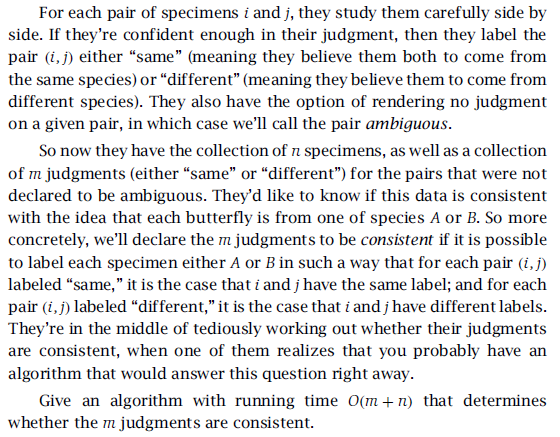 For each pair of specimens i and j, they study them carefully side by
side. If they're confident enough in their judgment, then they label the
pair (i, j) either “same” (meaning they believe them both to come from
the same species) or “different” (meaning they believe them to come from
different species). They also have the option of rendering no judgment
on a given pair, in which case we'll call the pair ambiguous.
So now they have the collection of n specimens, as well as a collection
of m judgments (either “same” or “different”) for the pairs that were not
declared to be ambiguous. They'd like to know if this data is consistent
with the idea that each butterfly is from one of species A or B. So more
concretely, we'll declare the m judgments to be consistent if it is possible
to label each specimen either A or B in such a way that for each pair (i, j)
labeled “same,” it is the case that i and j have the same label; and for each
pair (i, j) labeled “different,” it is the case that i and j have different labels.
They're in the middle of tediously working out whether their judgments
are consistent, when one of them realizes that you probably have an
algorithm that would answer this question right away.
Give an algorithm with running time O(m + n) that determines
whether the m judgments are consistent.